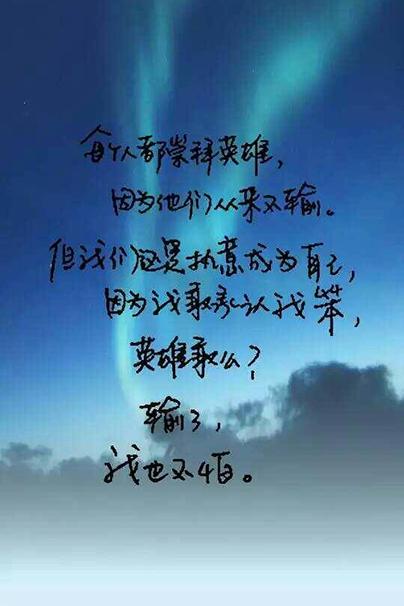 每个人都崇拜英雄，
因为他们从来不输。
但我们还是执意成为自己，
因为我敢承认我笨，
英雄敢么？
输了，
我也不怕。